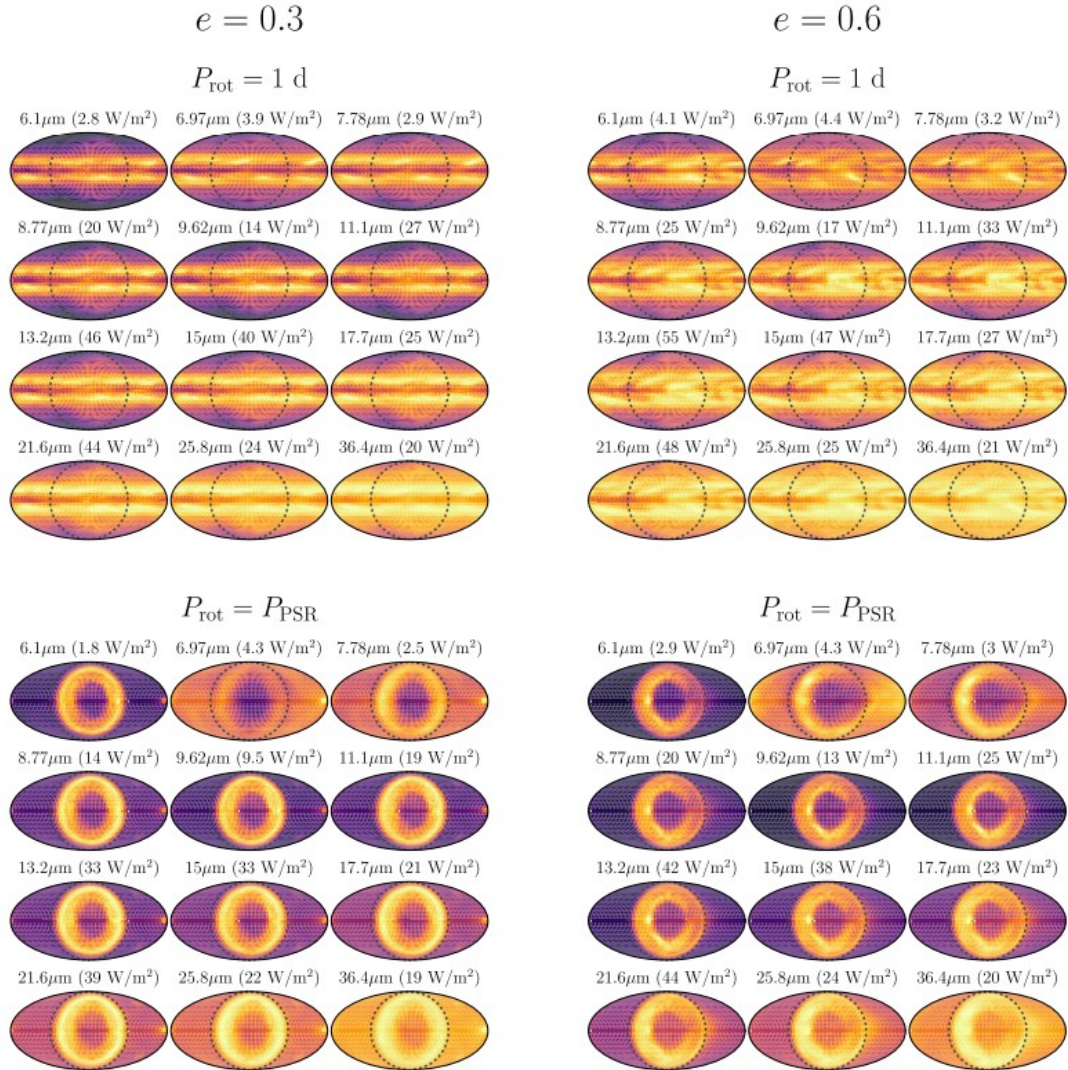 e = 0.3
P_rot = 1 d
6.1μm (2.8 W/m²) 6.97μm (3.9 W/m²) 7.78μm (2.9 W/m²)
8.77μm (20 W/m²) 9.62μm (14 W/m²) 11.1μm (27 W/m²)
13.2μm (46 W/m²) 15μm (40 W/m²) 17.7μm (25 W/m²)
21.6μm (44 W/m²) 25.8μm (24 W/m²) 36.4μm (20 W/m²)
P_rot = P_PSR
6.1μm (1.8 W/m²) 6.97μm (4.3 W/m²) 7.78μm (2.5 W/m²)
8.77μm (14 W/m²) 9.62μm (9.5 W/m²) 11.1μm (19 W/m²)
13.2μm (33 W/m²) 15μm (33 W/m²) 17.7μm (21 W/m²)
21.6μm (39 W/m²) 25.8μm (22 W/m²) 36.4μm (19 W/m²)
e = 0.6
P_rot = 1 d
6.1μm (4.1 W/m²) 6.97μm (4.4 W/m²) 7.78μm (3.2 W/m²)
8.77μm (25 W/m²) 9.62μm (17 W/m²) 11.1μm (33 W/m²)
13.2μm (55 W/m²) 15μm (47 W/m²) 17.7μm (27 W/m²)
21.6μm (48 W/m²) 25.8μm (25 W/m²) 36.4μm (21 W/m²)
P_rot = P_PSR
6.1μm (2.9 W/m²) 6.97μm (4.3 W/m²) 7.78μm (3 W/m²)
8.77μm (20 W/m²) 9.62μm (13 W/m²) 11.1μm (25 W/m²)
13.2μm (42 W/m²) 15μm (38 W/m²) 17.7μm (23 W/m²)
21.6μm (44 W/m²) 25.8μm (24 W/m²) 36.4μm (20 W/m²)